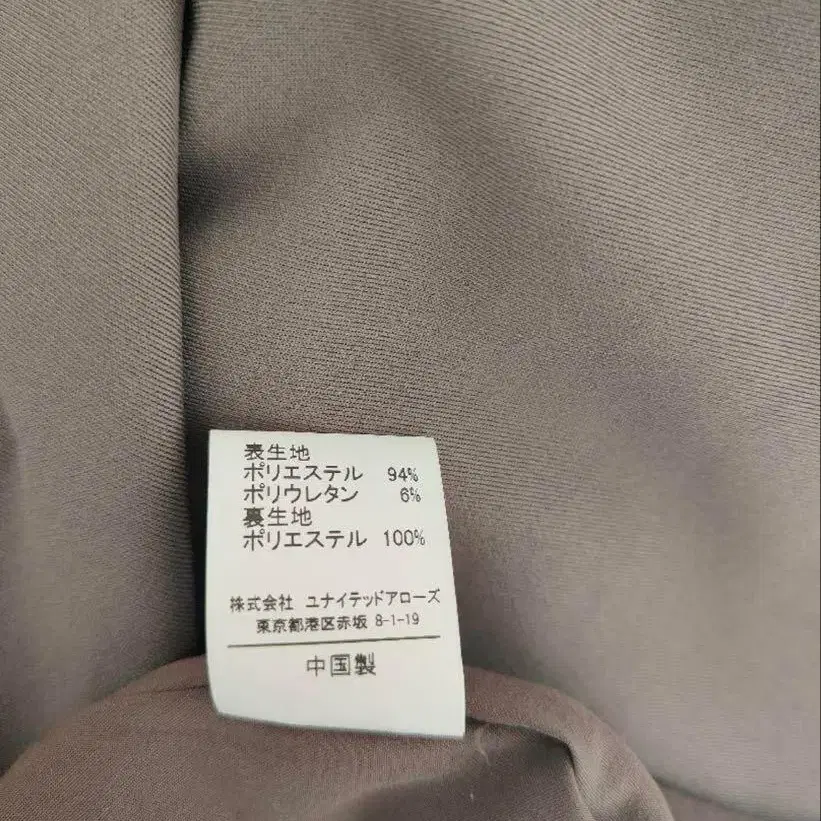 表生地
ポリエステル 94%
ポリウレタン 6%
裏生地
ポリエステル 100%
株式会社 ユナイテッドアローズ
東京都港区赤坂 8-1-19
中国製